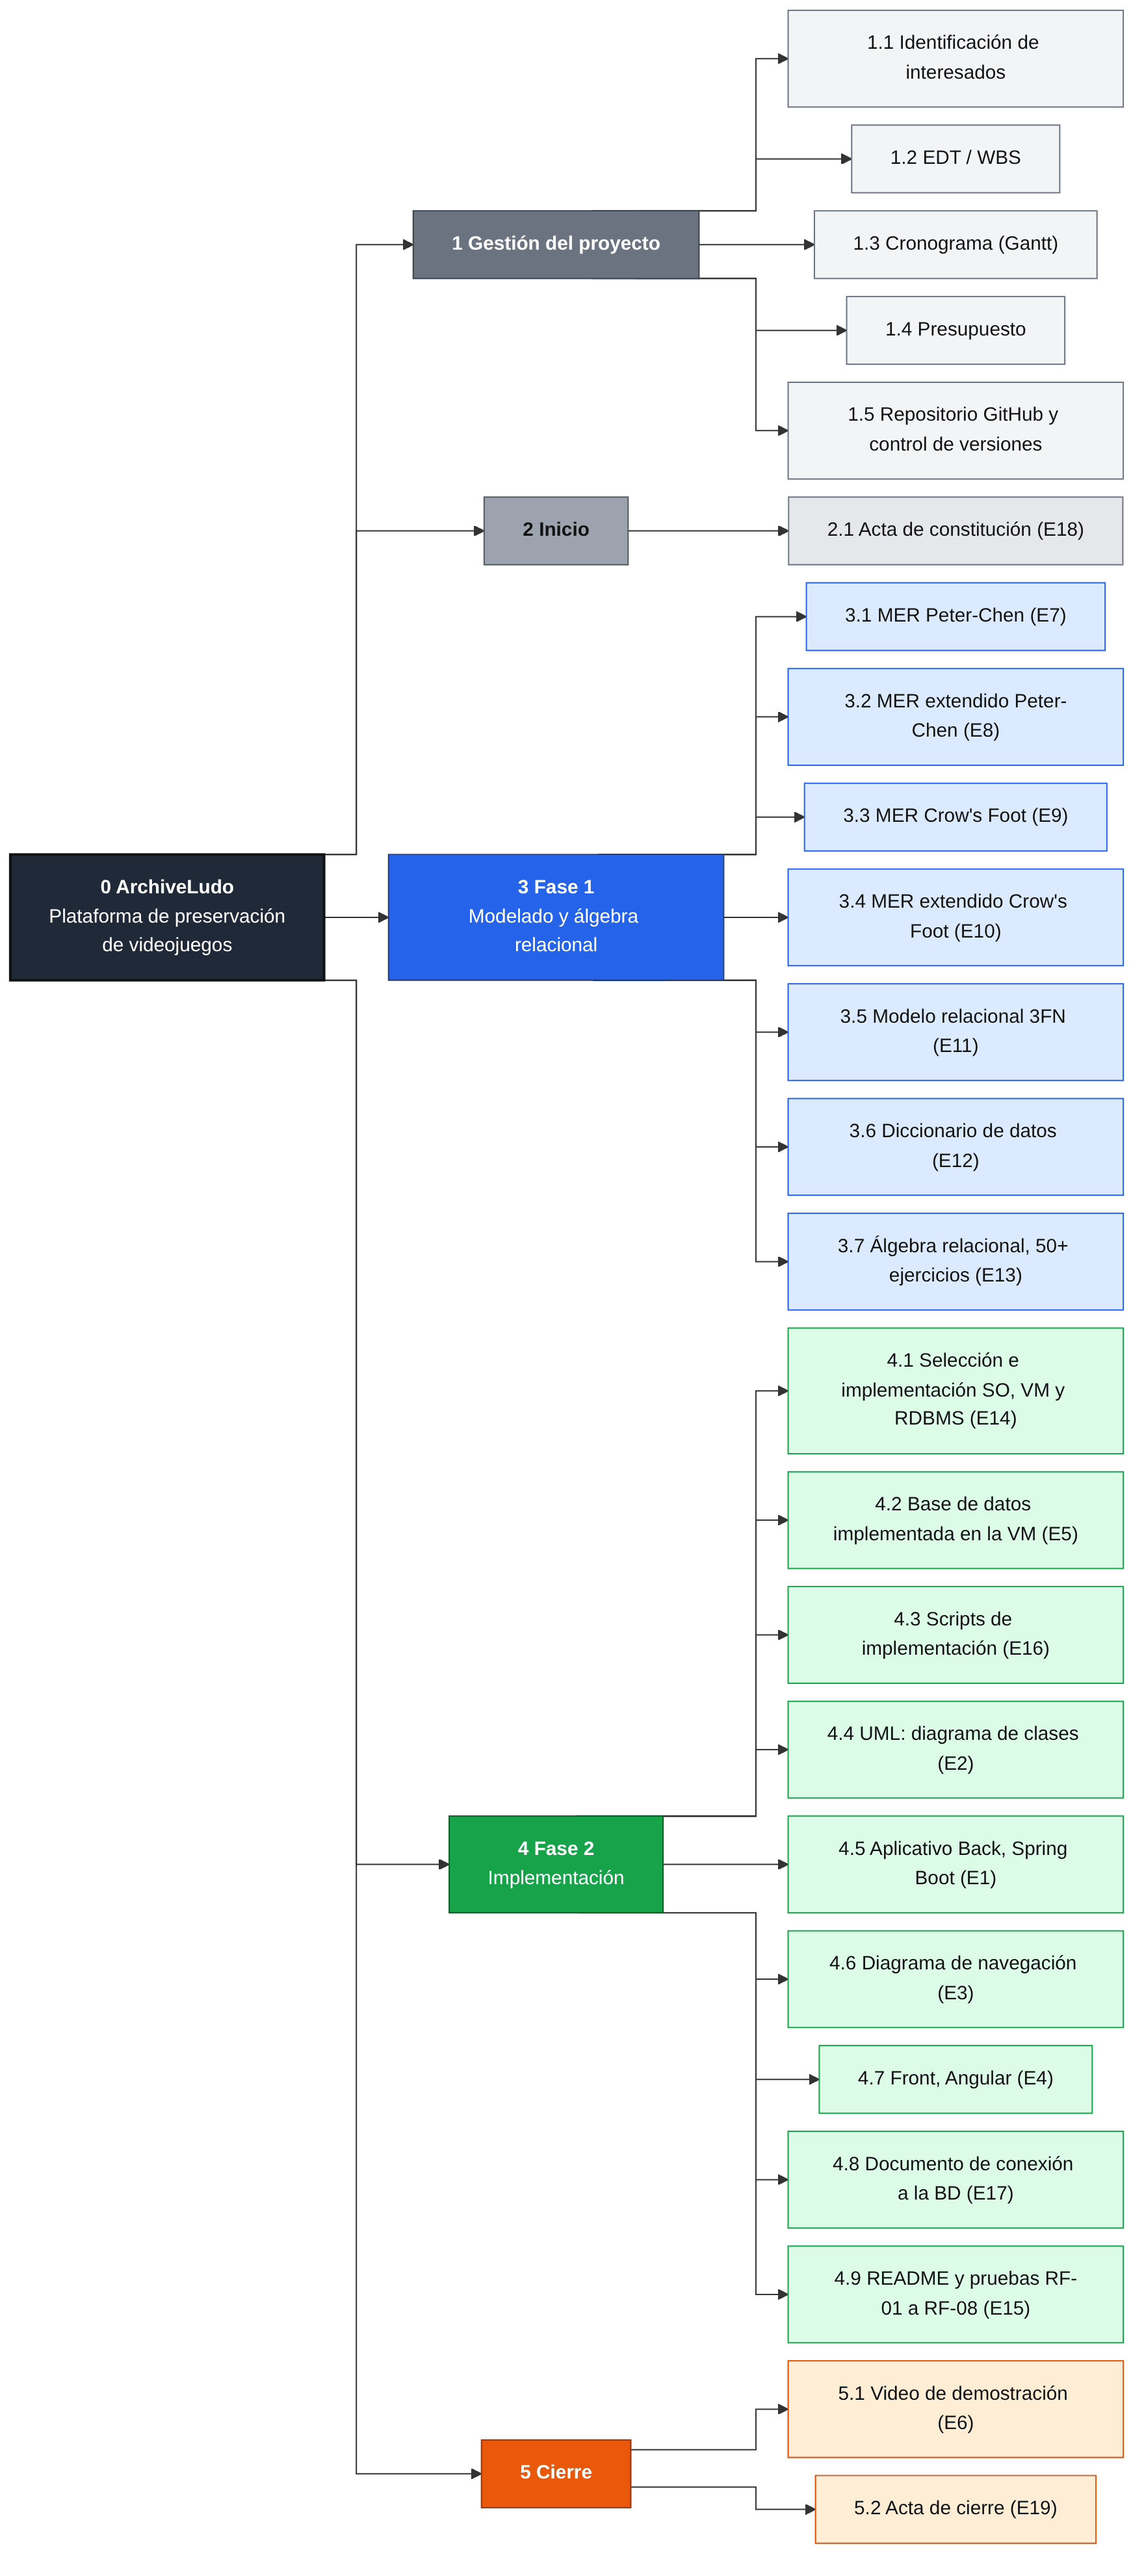 0 ArchiveLudo
Plataforma de preservación
de videojuegos
1 Gestión del proyecto
1.1 Identificación de
interesados
1.2 EDT / WBS
1.3 Cronograma (Gantt)
1.4 Presupuesto
1.5 Repositorio GitHub y
control de versiones
2 Inicio
2.1 Acta de constitución (E18)
3 Fase 1
Modelado y álgebra
relacional
3.1 MER Peter-Chen (E7)
3.2 MER extendido Peter-
Chen (E8)
3.3 MER Crow's Foot (E9)
3.4 MER extendido Crow's
Foot (E10)
3.5 Modelo relacional 3FN
(E11)
3.6 Diccionario de datos
(E12)
3.7 Álgebra relacional, 50+
ejercicios (E13)
4 Fase 2
Implementación
4.1 Selección e
implementación SO, VM y
RDBMS (E14)
4.2 Base de datos
implementada en la VM (E5)
4.3 Scripts de
implementación (E16)
4.4 UML: diagrama de clases
(E2)
4.5 Aplicativo Back, Spring
Boot (E1)
4.6 Diagrama de navegación
(E3)
4.7 Front, Angular (E4)
4.8 Documento de conexión
a la BD (E17)
4.9 README y pruebas RF-
01 a RF-08 (E15)
5 Cierre
5.1 Video de demostración
(E6)
5.2 Acta de cierre (E19)